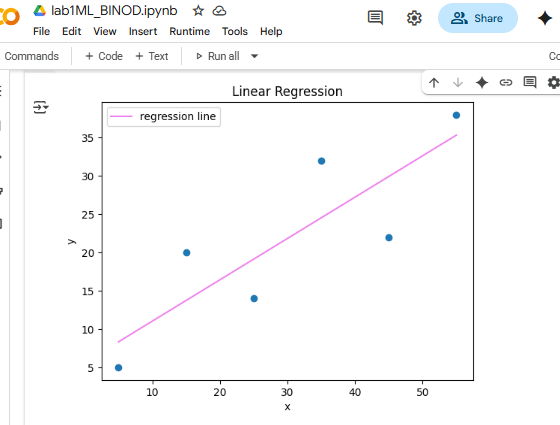 CO
lab1ML_BINOD.ipynb
File Edit View Insert Runtime Tools Help
Share
Commands + Code + Text Run all
Linear Regression
regression line
35
30
25
20
15
10
5
y
10 20 30 40 50
x